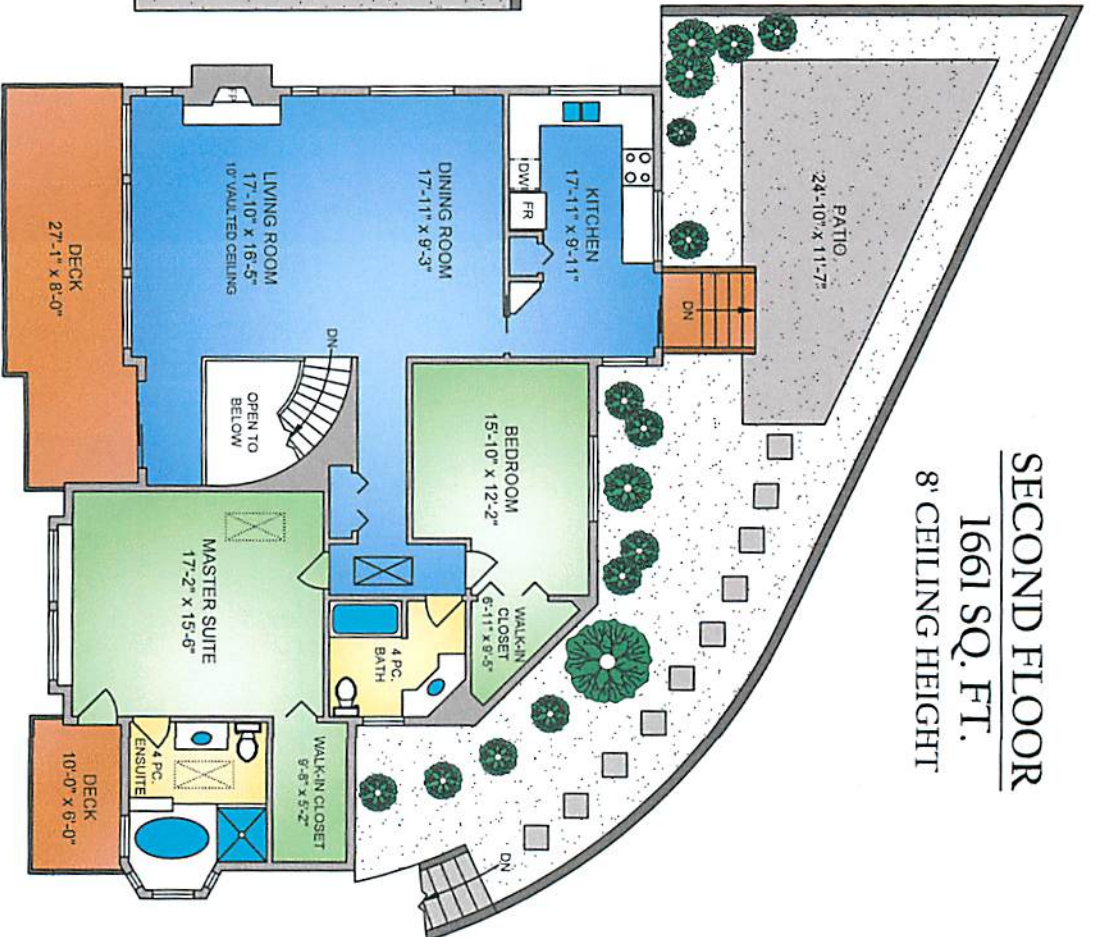 SECOND FLOOR
1661 SQ. FT.
8' CEILING HEIGHT
PATIO
24'-10" x 11'-7"
DN
KITCHEN
17'-11" x 9'-11"
DW
FR
DINING ROOM
17'-11" x 9'-3"
LIVING ROOM
17'-10" x 16'-5"
10' VAULTED CEILING
FP
DECK
27'-1" x 8'-0"
DN
OPEN TO
BELOW
BEDROOM
15'-10" x 12'-2"
WALK-IN
CLOSET
6'-11" x 9'-5"
4 PC.
BATH
MASTER SUITE
17'-2" x 15'-6"
WALK-IN CLOSET
9'-8" x 5'-2"
4 PC.
ENSUITE
DECK
10'-0" x 6'-0"
DN